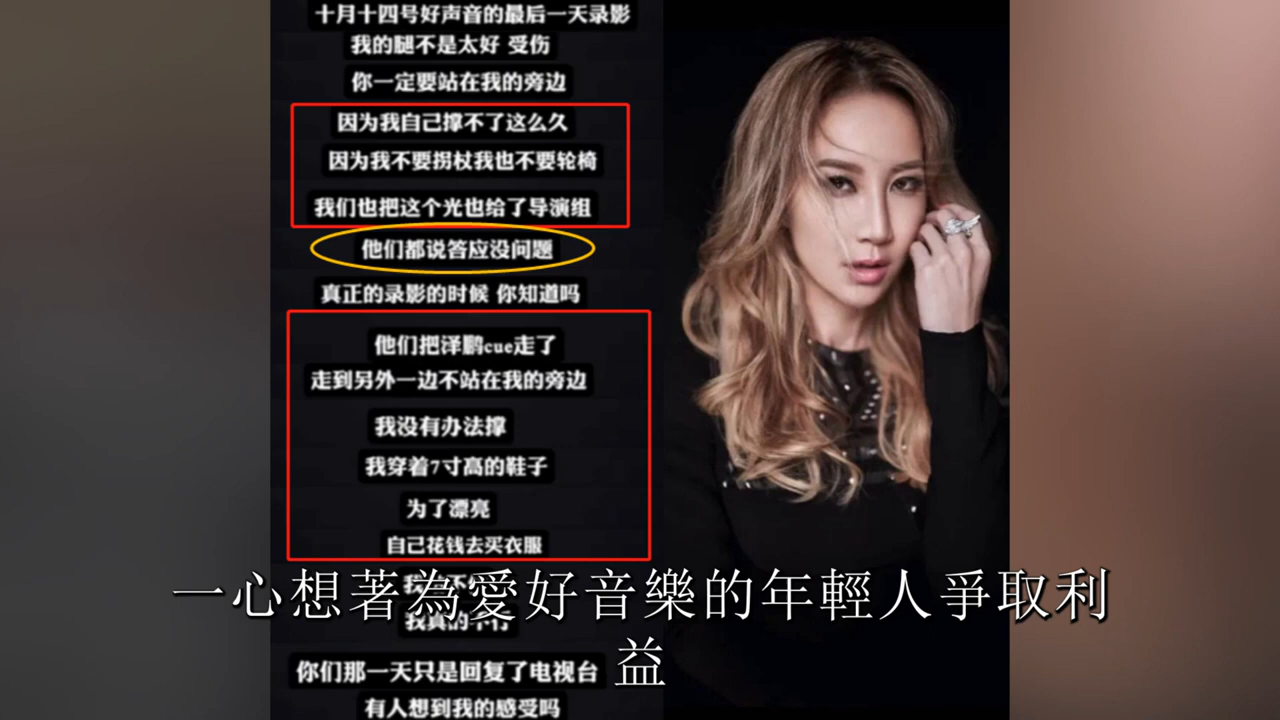 十月十四号好声音的最后一天录影
我的腿不是太好 受伤
你一定要站在我的旁边
因为我自己撑不了这么久
因为我不要拐杖我也不要轮椅
我们也把这个光也给了导演组
他们都说答应没问题
真正的录影的时候 你知道吗
他们把泽鹏cue走了
走到另外一边不站在我的旁边
我没有办法撑
我穿着7寸高的鞋子
为了漂亮
自己花钱去买衣服
一心想著為愛好音樂的年輕人爭取利
益
我真的不行
你们那一天只是回复了电视台
有人想到我的感受吗